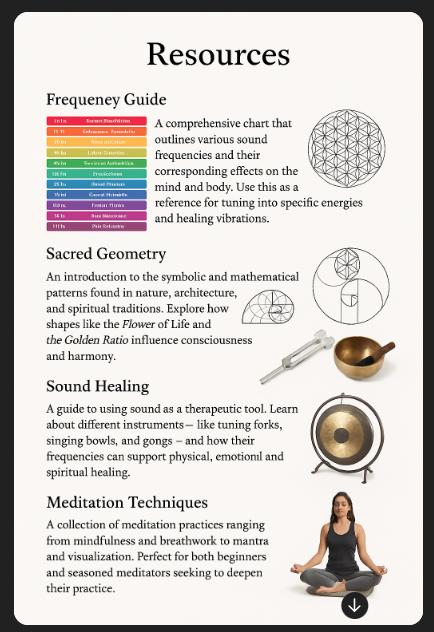 Resources
Frequency Guide
A comprehensive chart that
outlines various sound
frequencies and their
corresponding effects on the
mind and body. Use this as a
reference for tuning into specific energies
and healing vibrations.
Sacred Geometry
An introduction to the symbolic and mathematical
patterns found in nature, architecture,
and spiritual traditions. Explore how
shapes like the Flower of Life and
the Golden Ratio influence consciousness
and harmony.
Sound Healing
A guide to using sound as a therapeutic tool. Learn
about different instruments— like tuning forks,
singing bowls, and gongs – and how their
frequencies can support physical, emotionıl and
spiritual healing.
Meditation Techniques
A collection of meditation practices ranging
from mindfulness and breathwork to mantra
and visualization. Perfect for both beginners
and seasoned meditators seeking to deepen
their practice.